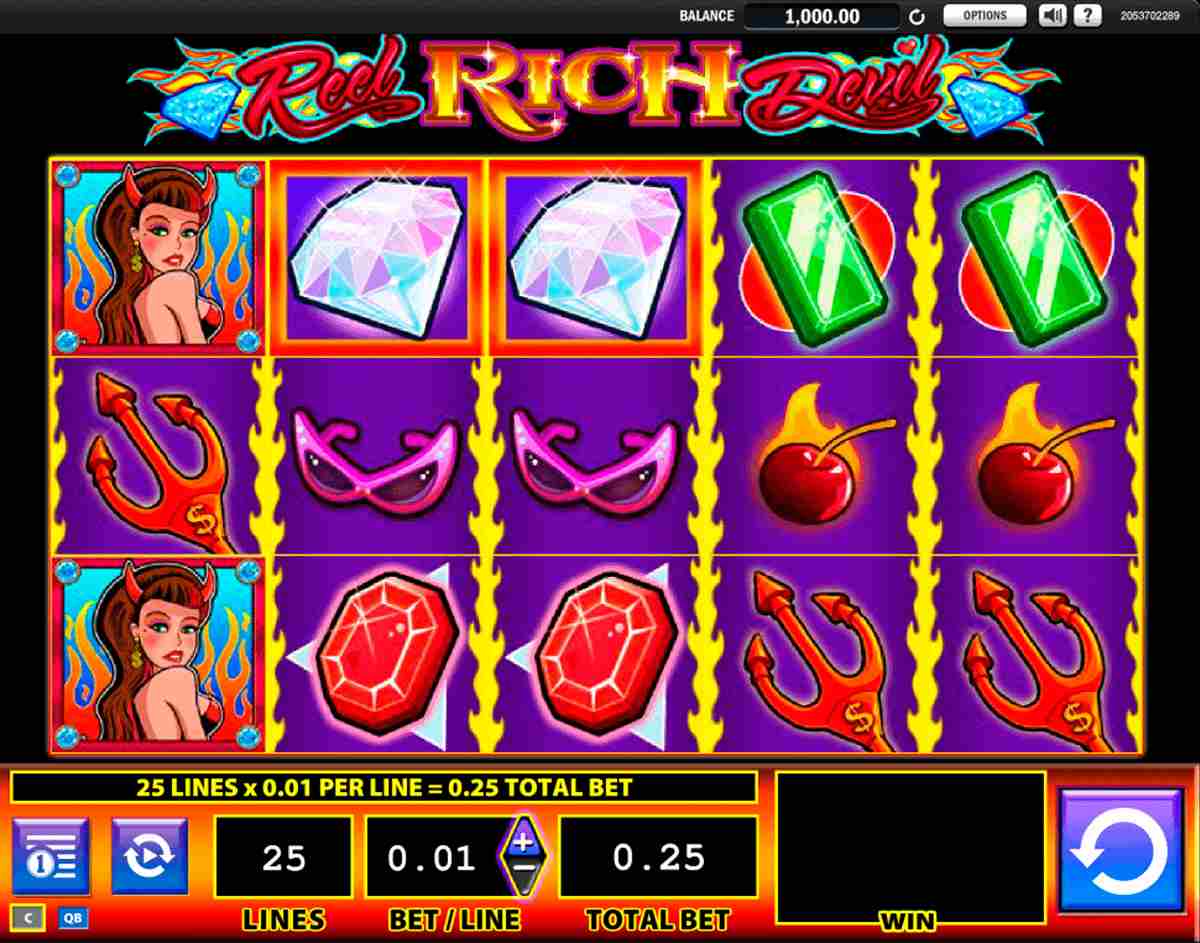 BALANCE 1,000.00 OPTIONS ? 2053702289
Reel RICH Devil
$
$ $
25 LINES x 0.01 PER LINE = 0.25 TOTAL BET
1 25 0.01 + - 0.25
C QB LINES BET / LINE TOTAL BET WIN